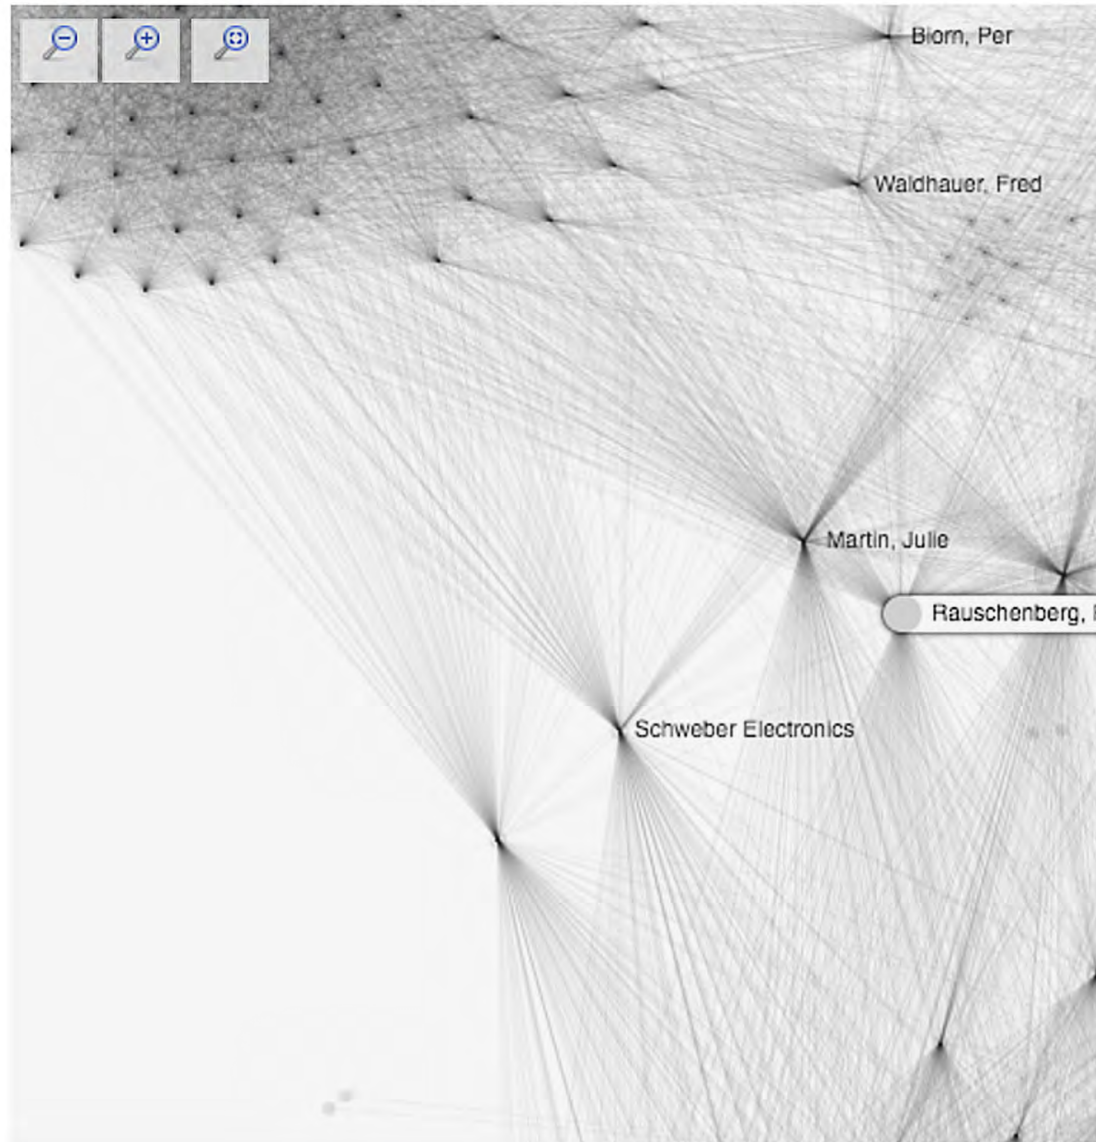 Biorn, Per
Waldhauer, Fred
Martin, Julie
Rauschenberg,
Schweber Electronics